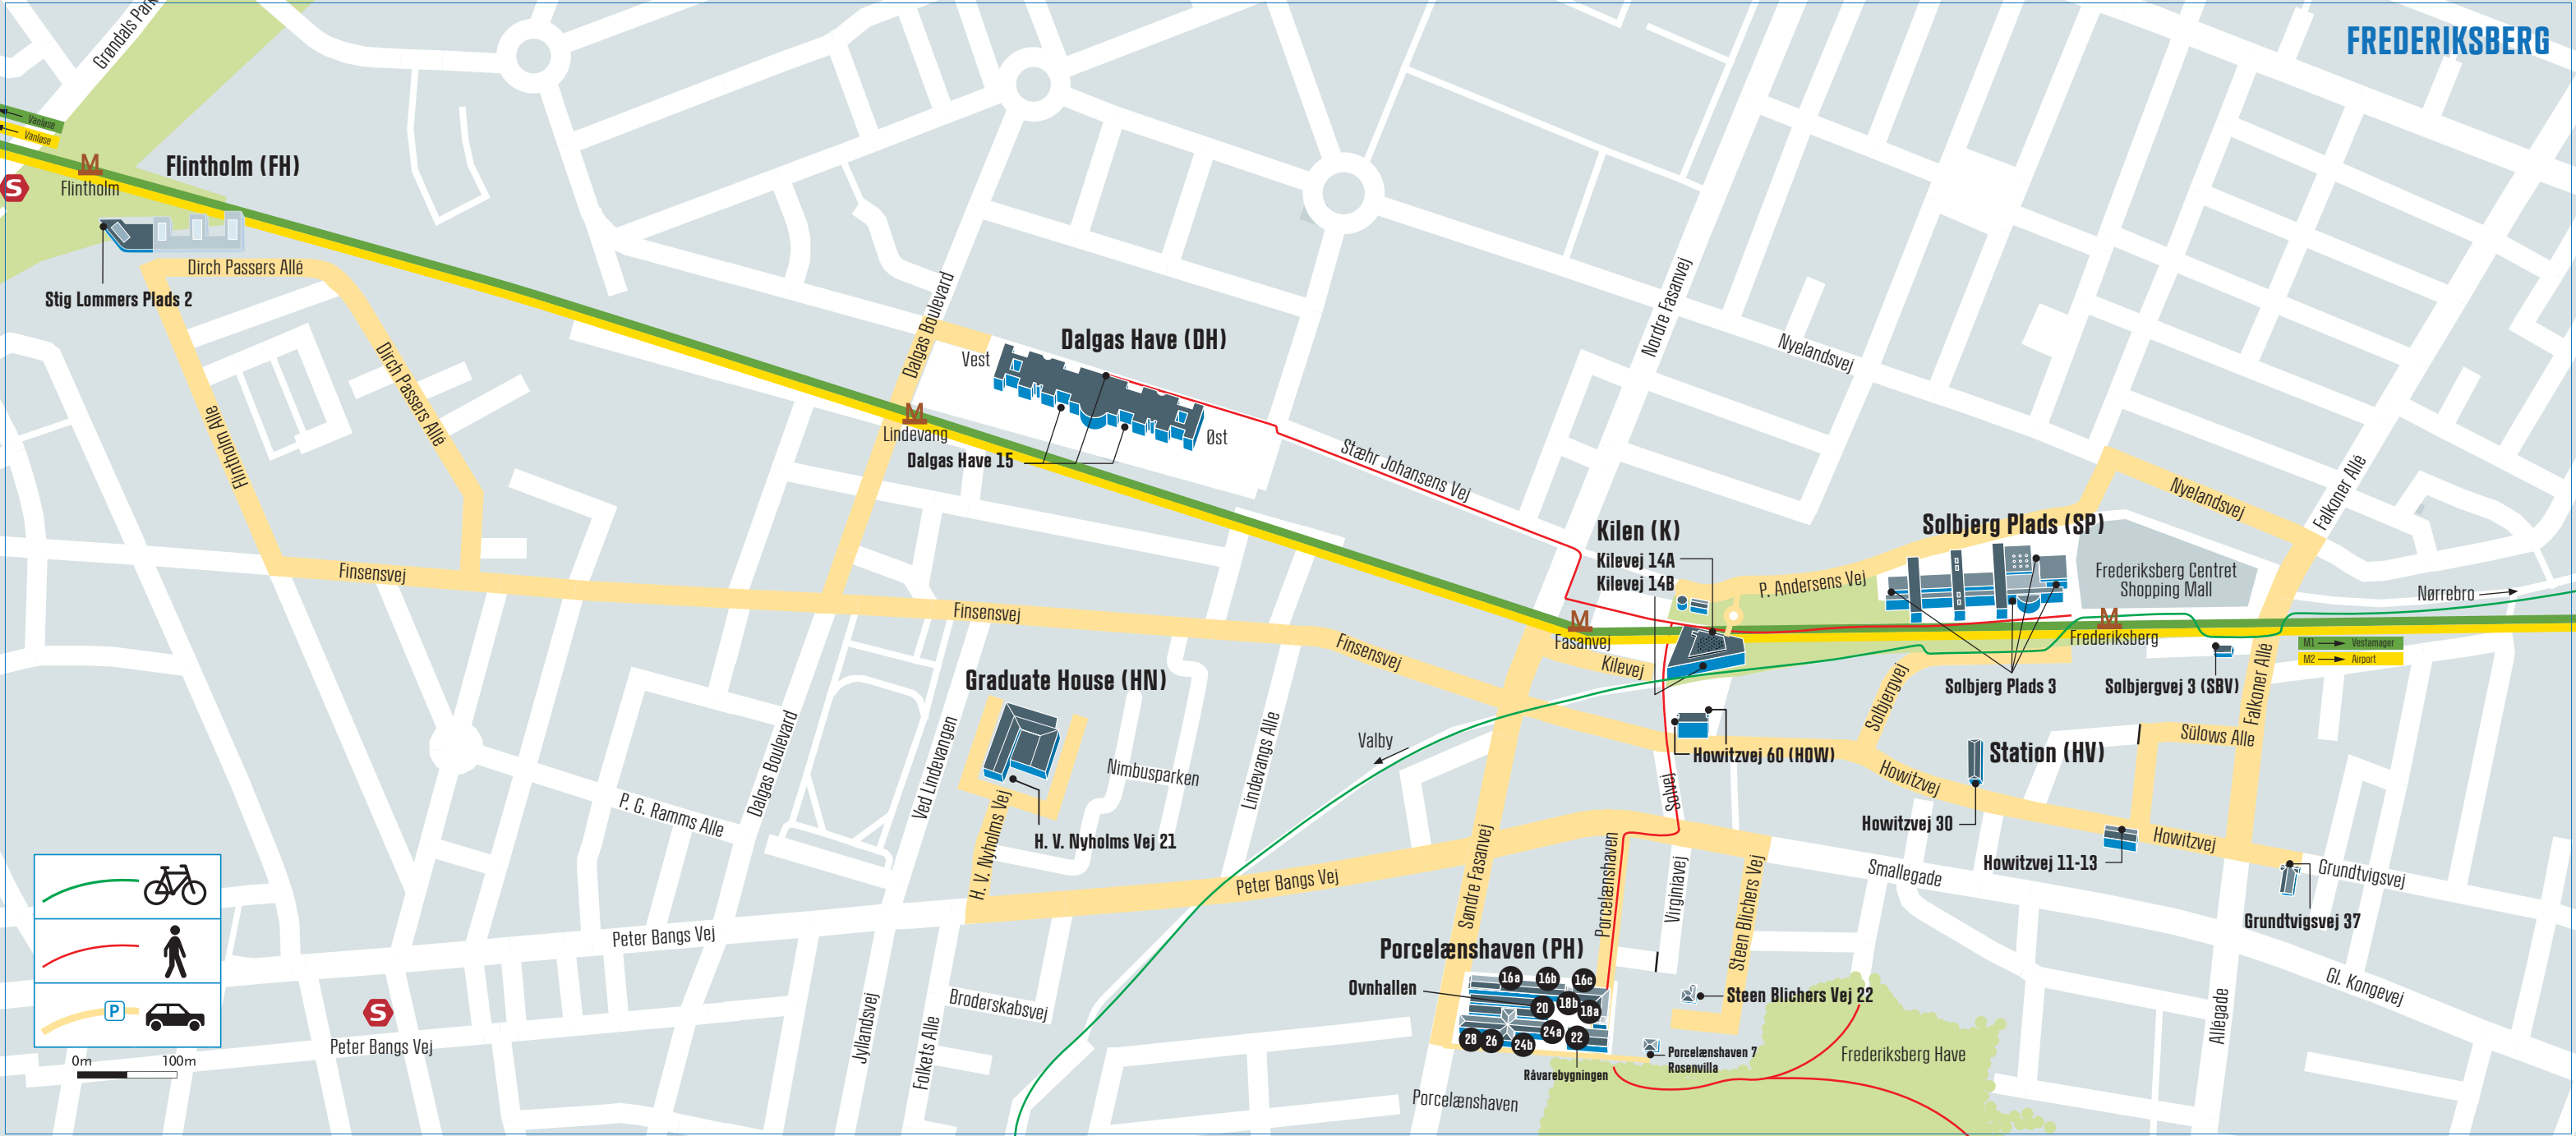 FREDERIKSBERG
Grøndals Park
Vanløse
Vanløse
M
Flintholm
S
Flintholm (FH)
Stig Lommers Plads 2
Dirch Passers Allé
Dirch Passers Allé
Flintholm Alle
Finsensvej
Dalgas Boulevard
Vest
Dalgas Have (DH)
Øst
M
Lindevang
Dalgas Have 15
Stæhr Johansens Vej
Nordre Fasanvej
Nyelandsvej
Nyelandsvej
Falkoner Allé
Kilen (K)
Kilevej 14A
Kilevej 14B
P. Andersens Vej
Solbjerg Plads (SP)
Frederiksberg Centret
Shopping Mall
Nørrebro
M
Fasanvej
Kilevej
M
Frederiksberg
M1
Vestamager
M2
Airport
Solbjerg Plads 3
Solbjergvej 3 (SBV)
Solbjergvej
Falkoner Allé
Sülows Alle
Finsensvej
Finsensvej
Graduate House (HN)
H. V. Nyholms Vej 21
H. V. Nyholms Vej
Nimbusparken
Lindevangs Alle
Ved Lindevangen
Dalgas Boulevard
P. G. Ramms Alle
Valby
Howitzvej 60 (HOW)
Sølvej
Station (HV)
Howitzvej
Howitzvej 30
Howitzvej 11-13
Howitzvej
Grundtvigsvej
Grundtvigsvej 37
Smallegade
Gl. Kongevej
Allégade
Peter Bangs Vej
Peter Bangs Vej
Søndre Fasanvej
Porcelænshaven
Virginiavej
Steen Blichers Vej
Porcelænshaven (PH)
Ovnhallen
16a
16b
16c
20
18b
18a
28
26
24b
24a
22
Råvarebygningen
Steen Blichers Vej 22
Porcelænshaven 7
Rosenvilla
Frederiksberg Have
Porcelænshaven
Broderskabsvej
Jyllandsvej
Folkets Alle
S
Peter Bangs Vej
P
0m
100m